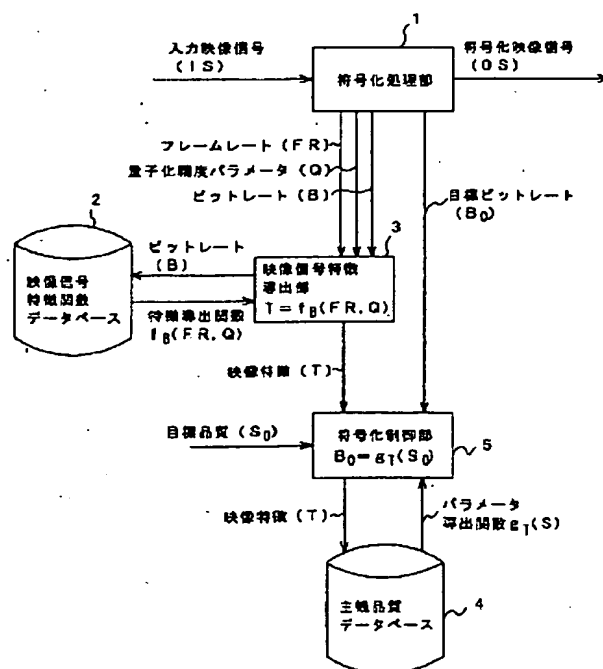 1
入力映像信号
(IS)
符号化処理部
符号化映像信号
(OS)
フレームレート(FR)
量子化精度パラメータ(Q)
ビットレート(B)
目標ビットレート
(B₀)
2
映像信号
特徴関数
データベース
ビットレート
(B)
特徴導出関数
f_B(FR,Q)
3
映像信号特徴
導出部
T=f_B(FR,Q)
映像特徴(T)
目標品質(S₀)
符号化制御部
B₀=g_T(S₀)
5
映像特徴(T)
パラメータ
導出関数g_T(S)
主観品質
データベース
4